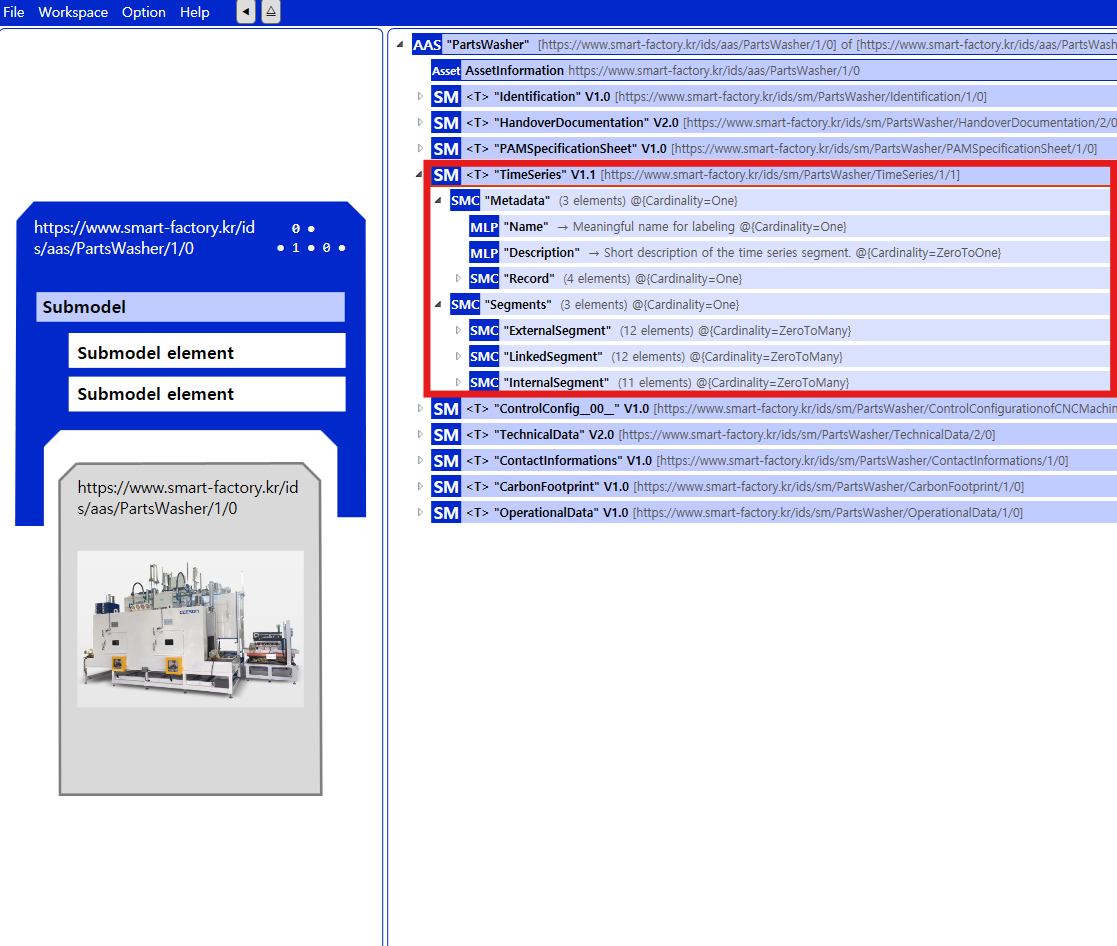 File Workspace Option Help
https://www.smart-factory.kr/id
s/aas/PartsWasher/1/0
0
1 0
Submodel
Submodel element
Submodel element
https://www.smart-factory.kr/id
s/aas/PartsWasher/1/0
AAS "PartsWasher" [https://www.smart-factory.kr/ids/aas/PartsWasher/1/0] of [https://www.smart-factory.kr/ids/aas/PartsWash
Asset AssetInformation https://www.smart-factory.kr/ids/aas/PartsWasher/1/0
SM <T> "Identification" V1.0 [https://www.smart-factory.kr/ids/sm/PartsWasher/Identification/1/0]
SM <T> "HandoverDocumentation" V2.0 [https://www.smart-factory.kr/ids/sm/PartsWasher/HandoverDocumentation/2/0
SM <T> "PAMSpecificationSheet" V1.0 [https://www.smart-factory.kr/ids/sm/PartsWasher/PAMSpecificationSheet/1/0]
SM <T> "TimeSeries" V1.1 [https://www.smart-factory.kr/ids/sm/PartsWasher/TimeSeries/1/1]
SMC "Metadata" (3 elements) @{Cardinality=One}
MLP "Name" → Meaningful name for labeling @{Cardinality=One}
MLP "Description" → Short description of the time series segment. @{Cardinality=ZeroToOne}
SMC "Record" (4 elements) @{Cardinality=One}
SMC "Segments" (3 elements) @{Cardinality=One}
SMC "ExternalSegment" (12 elements) @{Cardinality=ZeroToMany}
SMC "LinkedSegment" (12 elements) @{Cardinality=ZeroToMany}
SMC "InternalSegment" (11 elements) @{Cardinality=ZeroToMany}
SM <T> "ControlConfig__00__" V1.0 [https://www.smart-factory.kr/ids/sm/PartsWasher/ControlConfigurationofCNCMachin
SM <T> "TechnicalData" V2.0 [https://www.smart-factory.kr/ids/sm/PartsWasher/TechnicalData/2/0]
SM <T> "ContactInformations" V1.0 [https://www.smart-factory.kr/ids/sm/PartsWasher/ContactInformations/1/0]
SM <T> "CarbonFootprint" V1.0 [https://www.smart-factory.kr/ids/sm/PartsWasher/CarbonFootprint/1/0]
SM <T> "OperationalData" V1.0 [https://www.smart-factory.kr/ids/sm/PartsWasher/OperationalData/1/0]